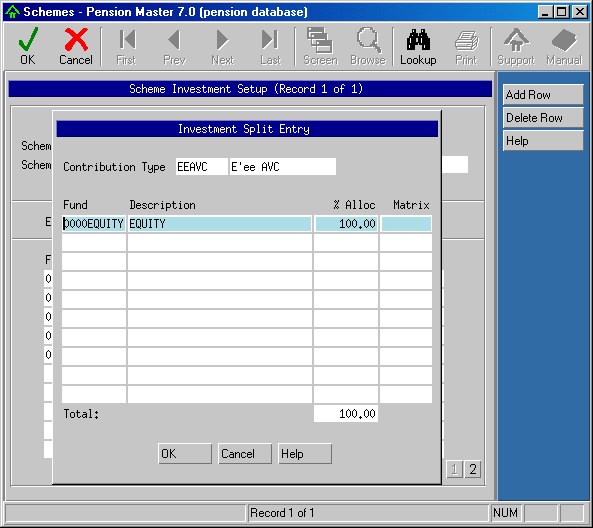 Schemes - Pension Master 7.0 (pension database)
OK Cancel First Prev Next Last Screen Browse Lookup Print Support Manual
Scheme Investment Setup (Record 1 of 1)
Add Row
Delete Row
Help
Schem
Schem
E
F
0
0
0
0
0
Investment Split Entry
Contribution Type EEAVC E'ee AVC
Fund Description % Alloc Matrix
0000EQUITY EQUITY 100.00
Total: 100.00
OK Cancel Help
1 2
Record 1 of 1 NUM